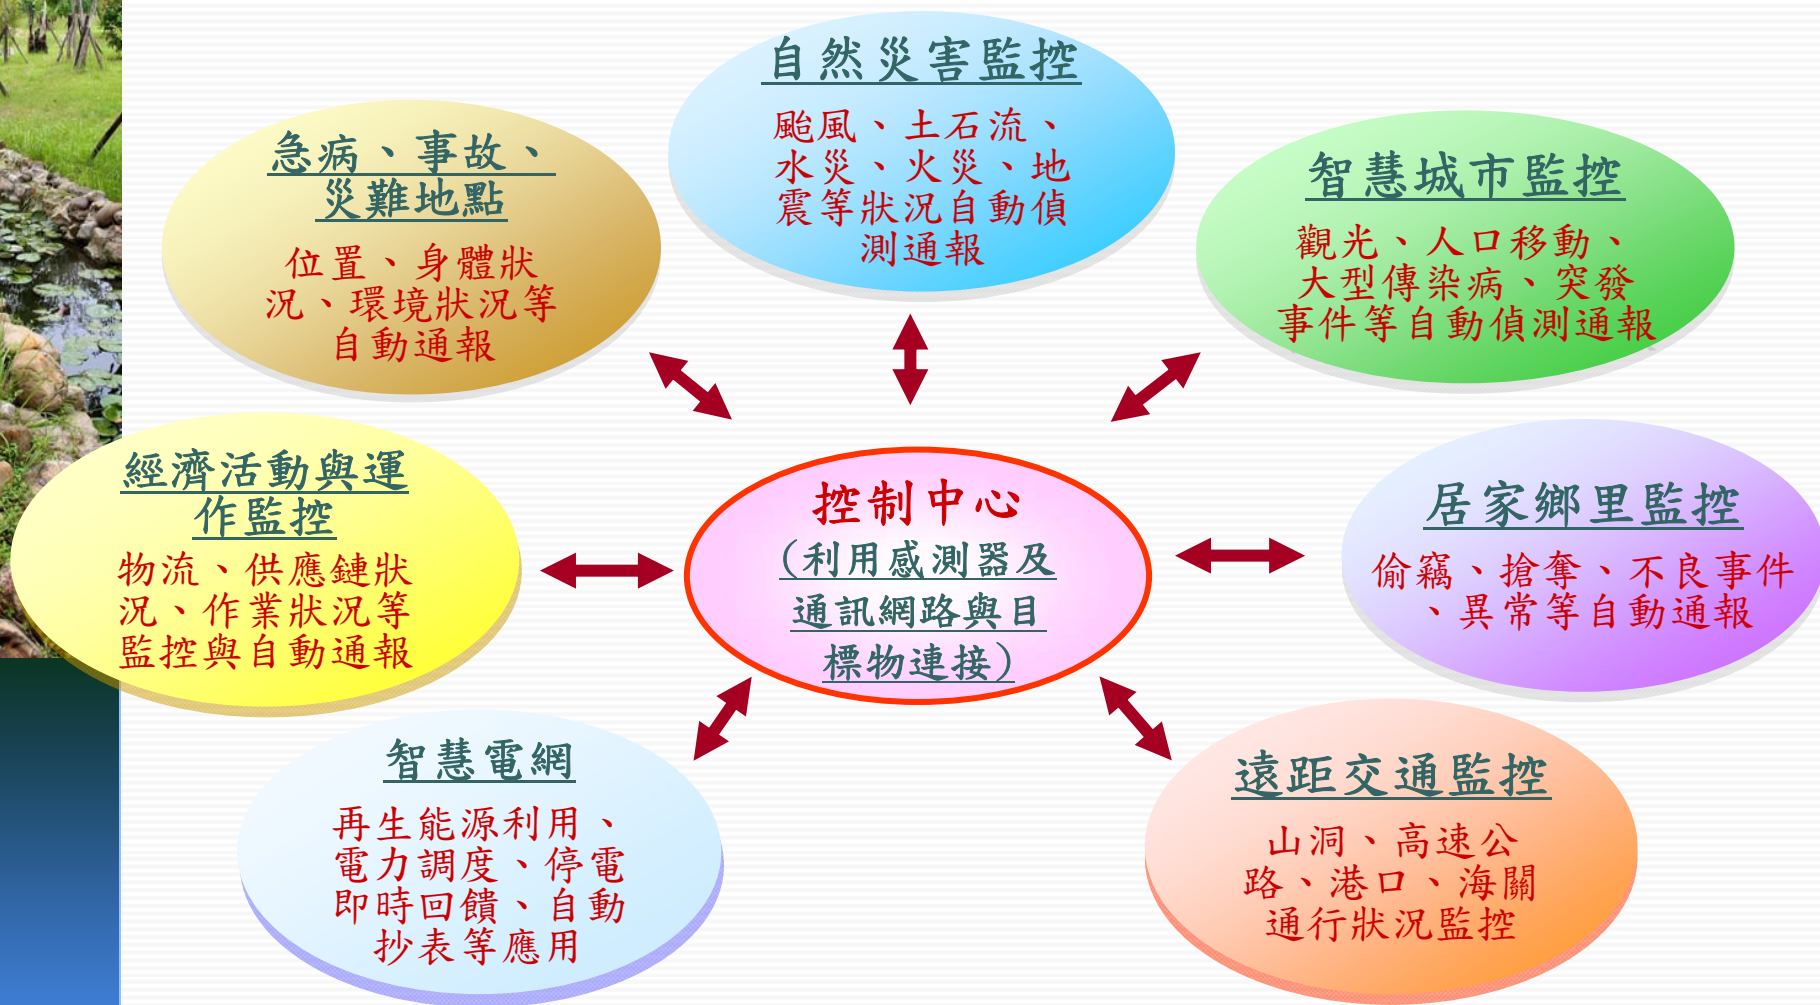 自然災害監控
颱風、土石流、
水災、火災、地
震等狀況自動偵
測通報
急病、事故、
災難地點
位置、身體狀
況、環境狀況等
自動通報
智慧城市監控
觀光、人口移動、
大型傳染病、突發
事件等自動偵測通報
經濟活動與運
作監控
物流、供應鏈狀
況、作業狀況等
監控與自動通報
控制中心
(利用感測器及
通訊網路與目
標物連接)
居家鄉里監控
偷竊、搶奪、不良事件
、異常等自動通報
智慧電網
再生能源利用、
電力調度、停電
即時回饋、自動
抄表等應用
遠距交通監控
山洞、高速公
路、港口、海關
通行狀況監控